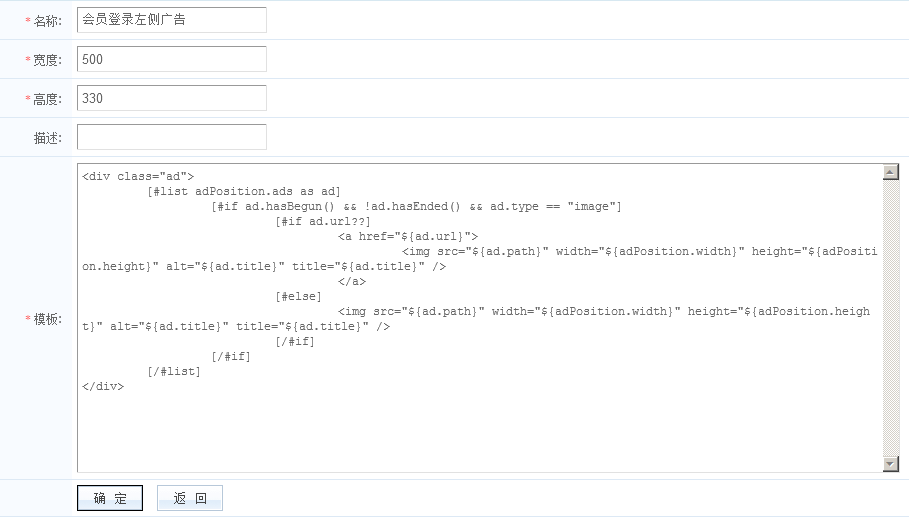 *名称: 会员登录左侧广告
*宽度: 500
*高度: 330
描述:
*模板:
<div class="ad">
[#list adPosition.ads as ad]
[#if ad.hasBegun() && !ad.hasEnded() && ad.type == "image"]
[#if ad.url??]
<a href="${ad.url}">
<img src="${ad.path}" width="${adPosition.width}" height="${adPositi
on.height}" alt="${ad.title}" title="${ad.title}" />
</a>
[#else]
<img src="${ad.path}" width="${adPosition.width}" height="${adPosition.heigh
t}" alt="${ad.title}" title="${ad.title}" />
[/#if]
[/#if]
[/#list]
</div>
确 定 返 回